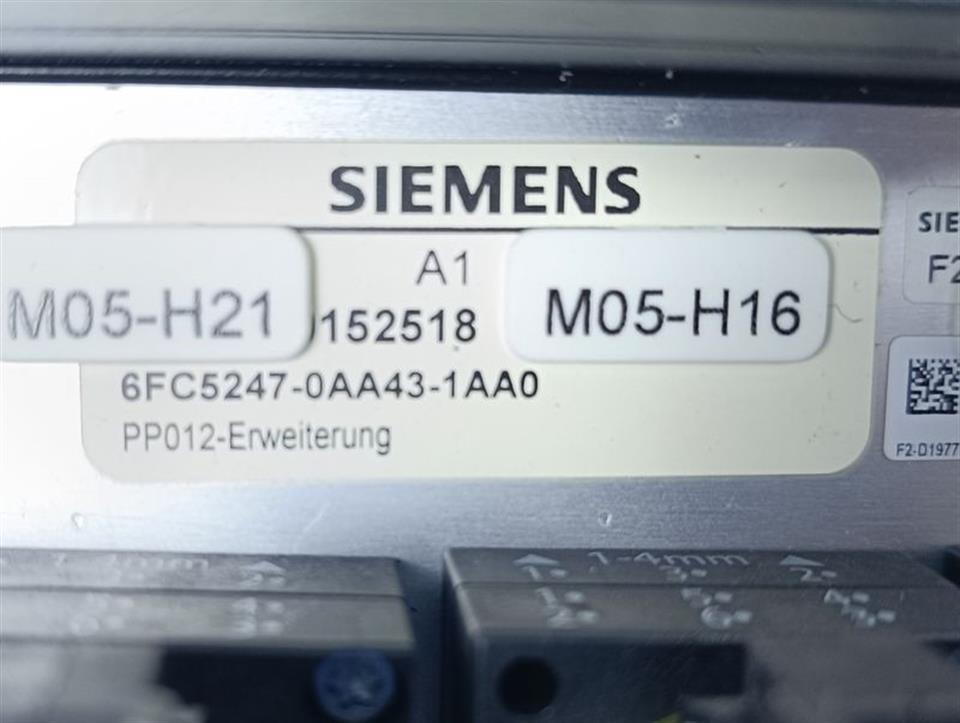 SIEMENS
A1
M05-H21
152518
M05-H16
6FC5247-0AA43-1AA0
PP012-Erweiterung
SIE
F2
F2-D1977
1-4mm